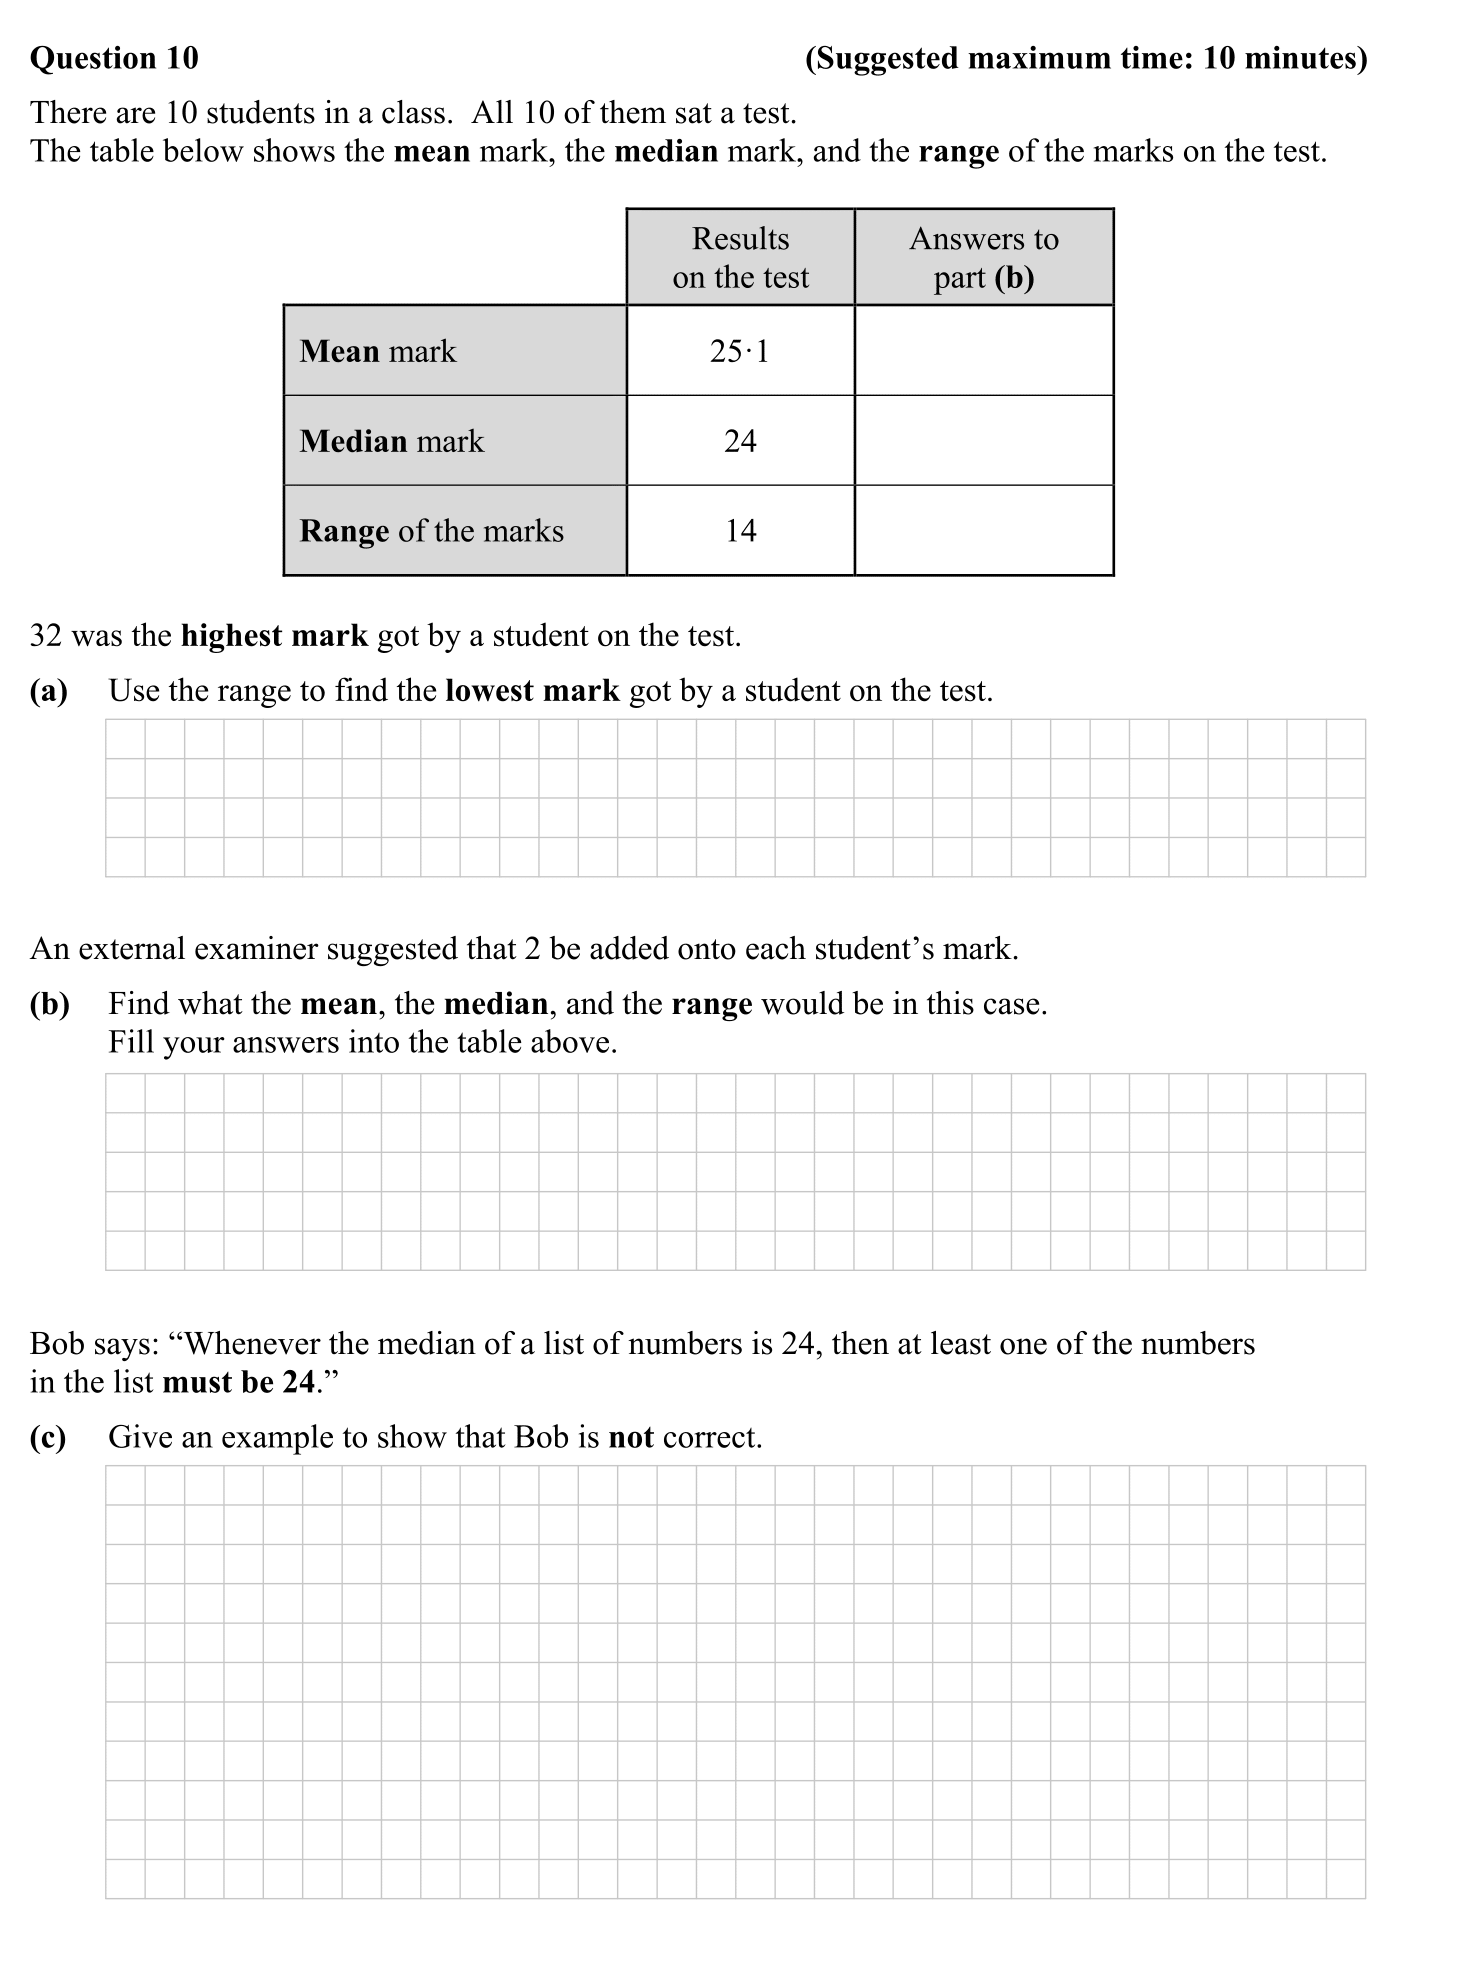 Question 10 (Suggested maximum time: 10 minutes)
There are 10 students in a class. All 10 of them sat a test.
The table below shows the mean mark, the median mark, and the range of the marks on the test.
Results on the test
Answers to part (b)
Mean mark 25·1
Median mark 24
Range of the marks 14
32 was the highest mark got by a student on the test.
(a) Use the range to find the lowest mark got by a student on the test.
An external examiner suggested that 2 be added onto each student’s mark.
(b) Find what the mean, the median, and the range would be in this case.
Fill your answers into the table above.
Bob says: “Whenever the median of a list of numbers is 24, then at least one of the numbers
in the list must be 24.”
(c) Give an example to show that Bob is not correct.